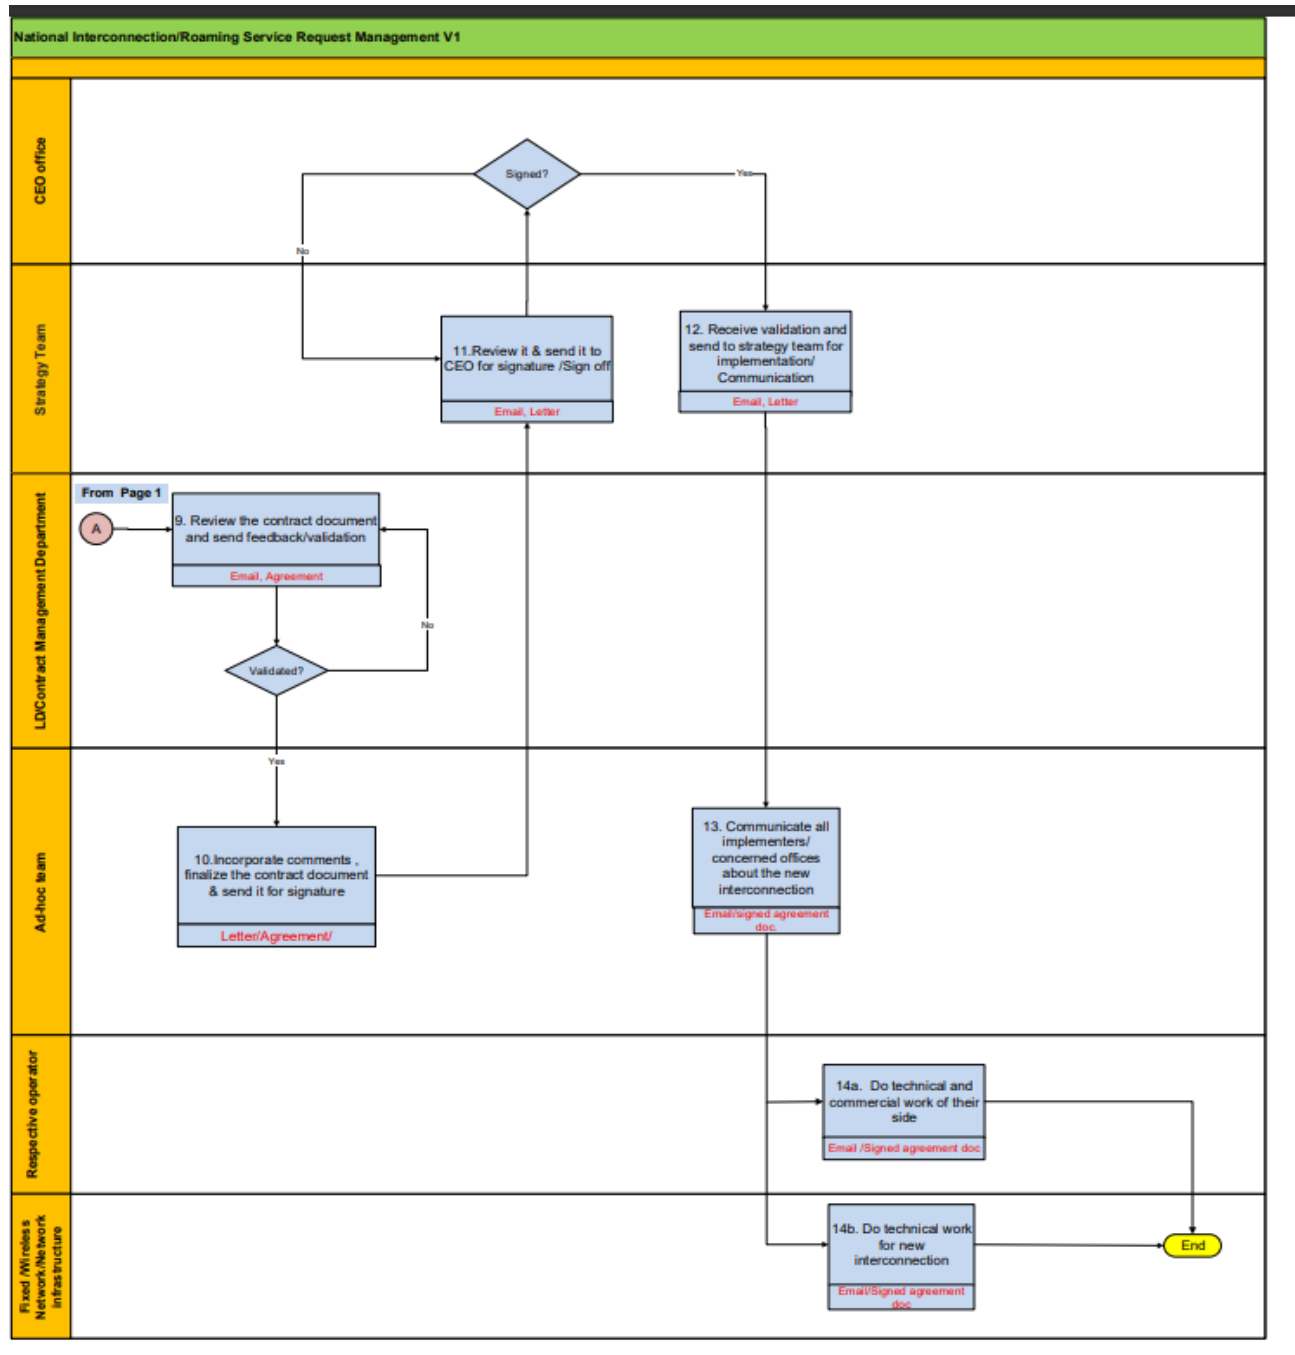 National Interconnection/Roaming Service Request Management V1
CEO office
Signed?
Yes
No
Strategy Team
11.Review it & send it to
CEO for signature /Sign off
Email, Letter
12. Receive validation and
send to strategy team for
implementation/
Communication
Email, Letter
LD/Contract Management Department
From Page 1
A
9. Review the contract document
and send feedback/validation
Email, Agreement
No
Validated?
Yes
Ad-hoc team
10.Incorporate comments ,
finalize the contract document
& send it for signature
Letter/Agreement/
13. Communicate all
implementers/
concerned offices
about the new
interconnection
Email/signed agreement
doc.
Respective operator
14a. Do technical and
commercial work of their
side
Email /Signed agreement doc
Fixed /Wireless
Network/Network
infrastructure
14b. Do technical work
for new
interconnection
Email/Signed agreement
doc
End